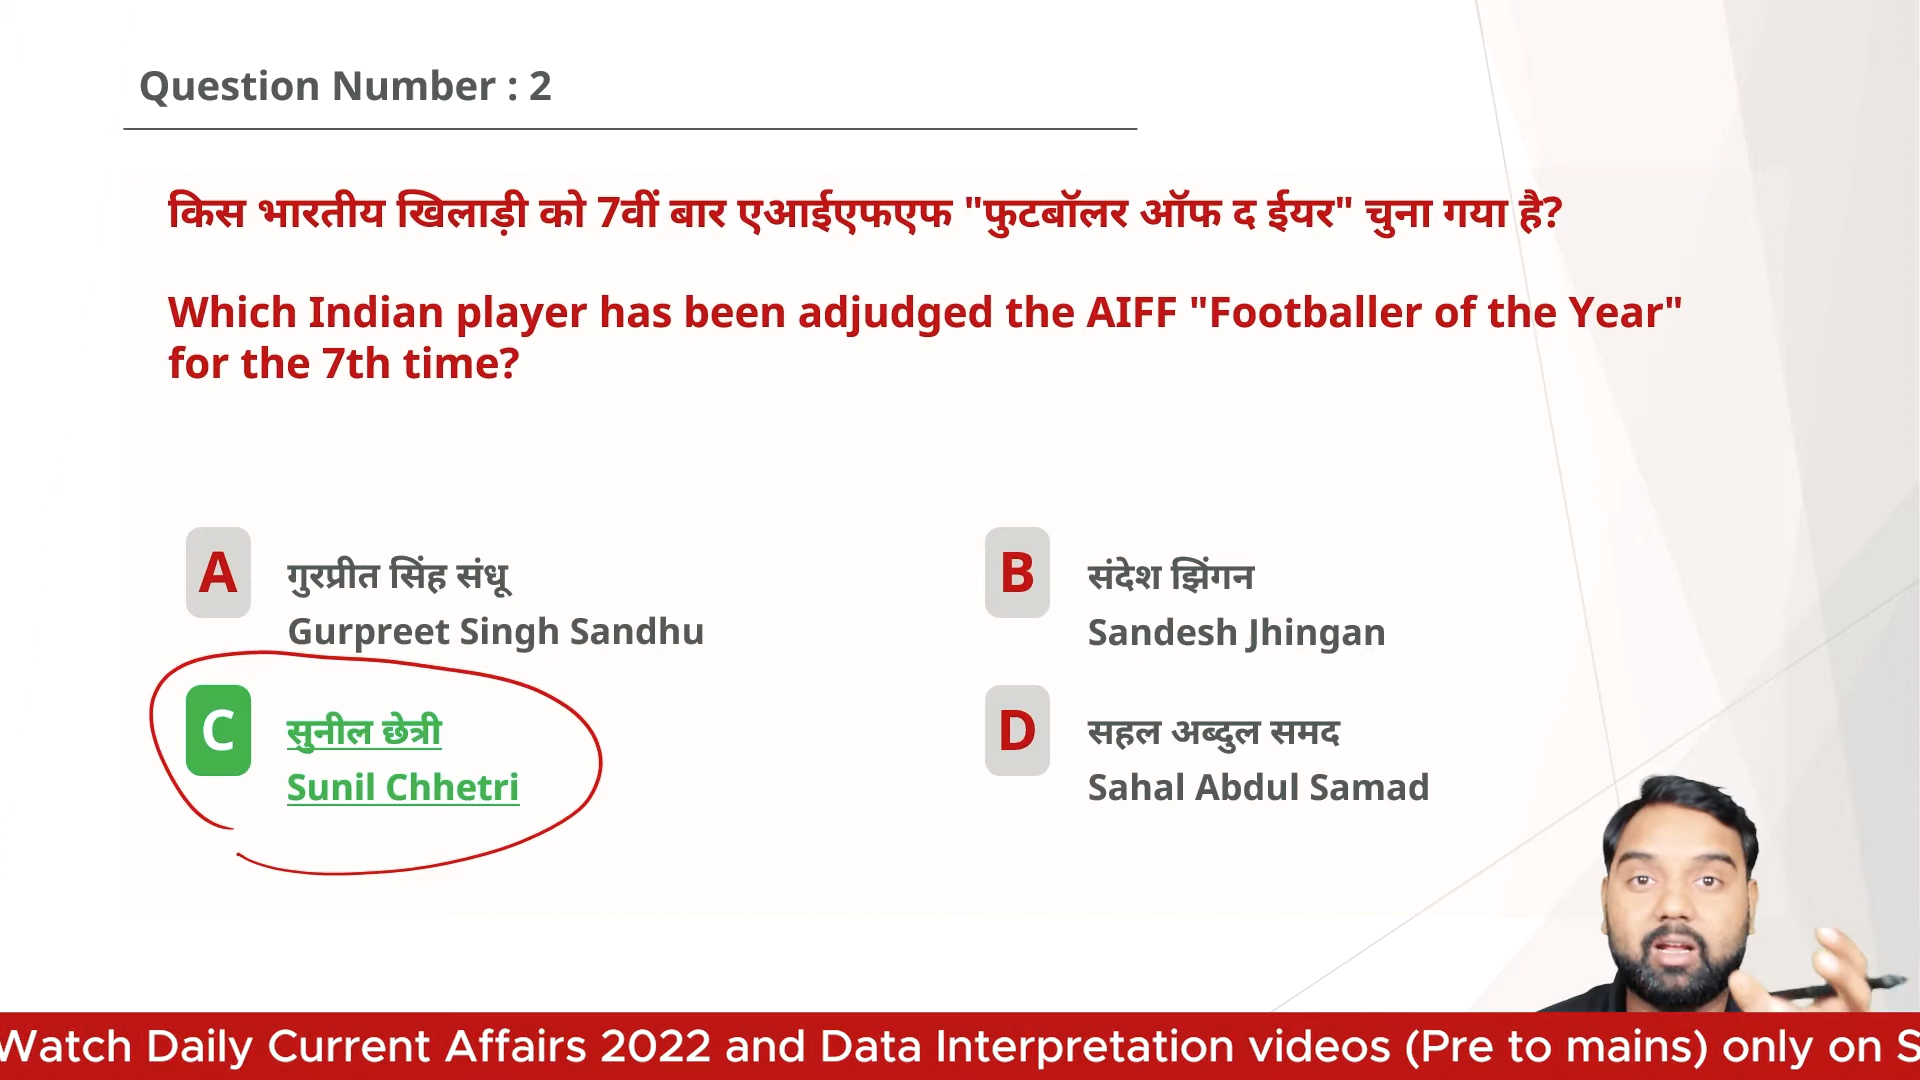 Question Number : 2
किस भारतीय खिलाड़ी को 7वीं बार एआईएफएफ "फुटबॉलर ऑफ द ईयर" चुना गया है?
Which Indian player has been adjudged the AIFF "Footballer of the Year"
for the 7th time?
A
गुरप्रीत सिंह संधू
Gurpreet Singh Sandhu
B
संदेश झिंगन
Sandesh Jhingan
C
सुनील छेत्री
Sunil Chhetri
D
सहल अब्दुल समद
Sahal Abdul Samad
Watch Daily Current Affairs 2022 and Data Interpretation videos (Pre to mains) only on S